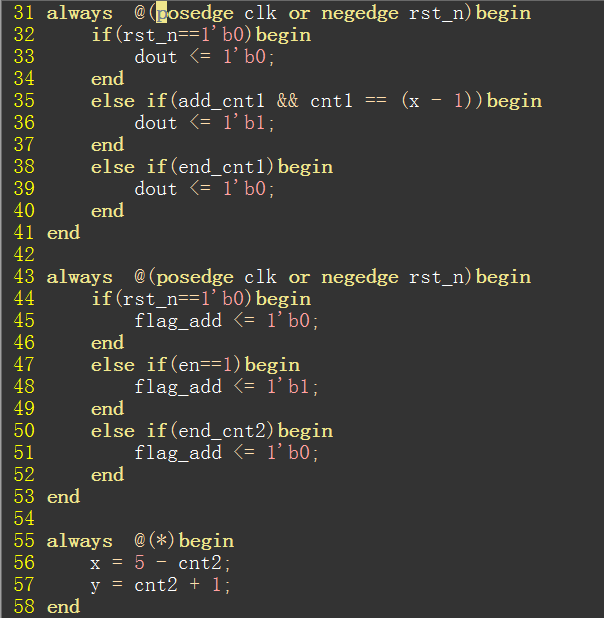 31 always  @(posedge clk or negedge rst_n)begin
32     if(rst_n==1'b0)begin
33         dout <= 1'b0;
34     end
35     else if(add_cnt1 && cnt1 == (x - 1))begin
36         dout <= 1'b1;
37     end
38     else if(end_cnt1)begin
39         dout <= 1'b0;
40     end
41 end
42
43 always  @(posedge clk or negedge rst_n)begin
44     if(rst_n==1'b0)begin
45         flag_add <= 1'b0;
46     end
47     else if(en==1)begin
48         flag_add <= 1'b1;
49     end
50     else if(end_cnt2)begin
51         flag_add <= 1'b0;
52     end
53 end
54
55 always  @(*)begin
56     x = 5 - cnt2;
57     y = cnt2 + 1;
58 end